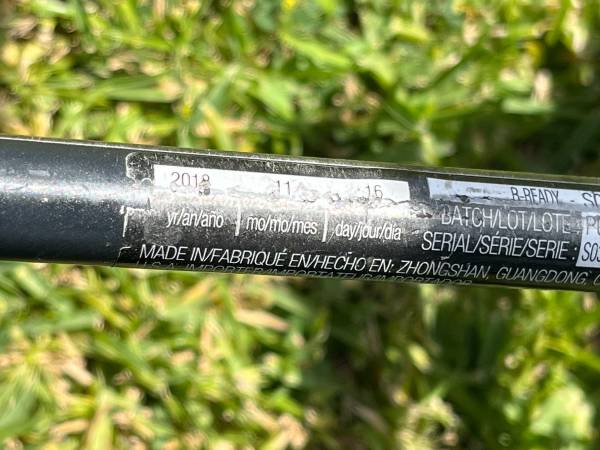 2018 11 15
yr/an/año mo/mo/mes day/jour/día
MADE IN/FABRIQUÉ EN/HECHO EN: ZHONGSHAN, GUANGDONG,
B-READY
BATCH/LOT/LOTE
SERIAL/SÉRIE/SERIE: